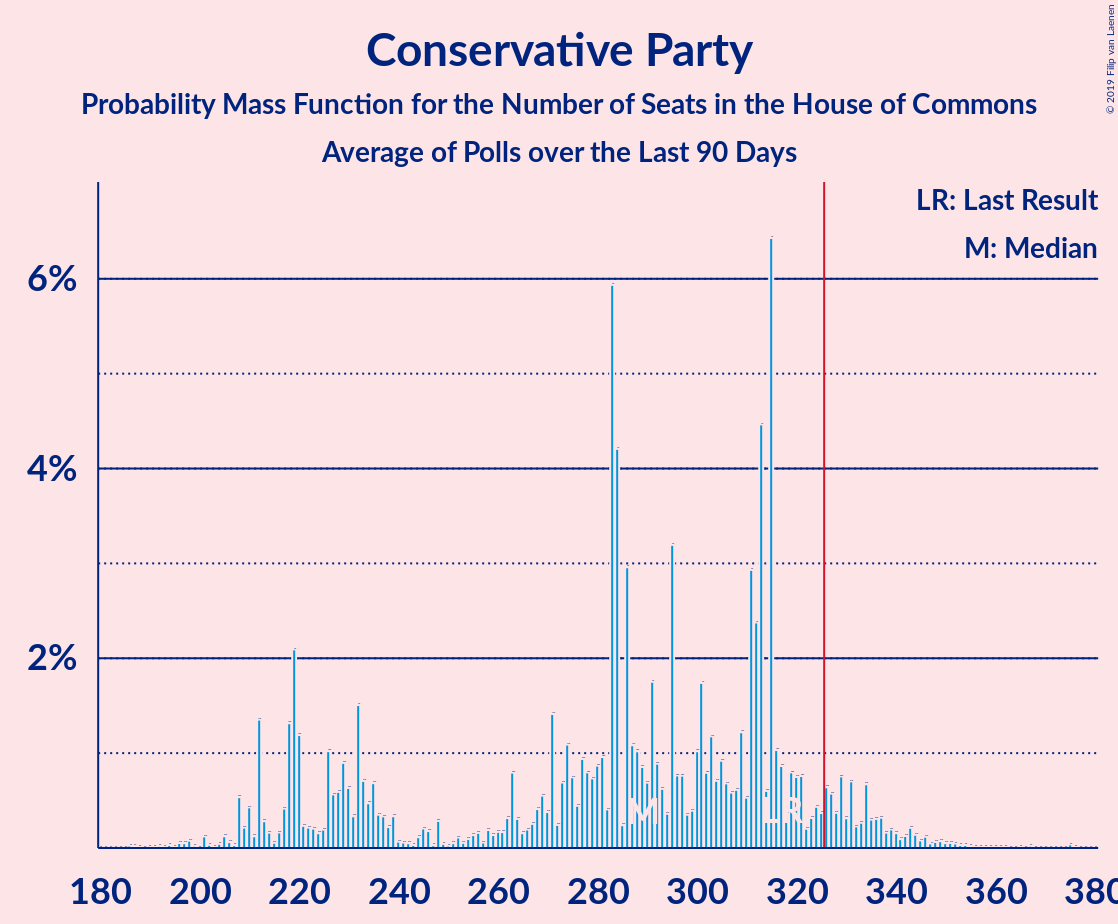 Conservative Party
Probability Mass Function for the Number of Seats in the House of Commons
Average of Polls over the Last 90 Days
© 2019 Filip van Laenen
LR: Last Result
M: Median
6%
4%
2%
M
LR
180 200 220 240 260 280 300 320 340 360 380